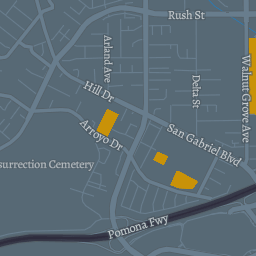 Rush St
Arland Ave
Hill Dr
Delta St
Walnut Grove Ave
San Gabriel Blvd
Arroyo Dr
surrection Cemetery
Pomona Fwy